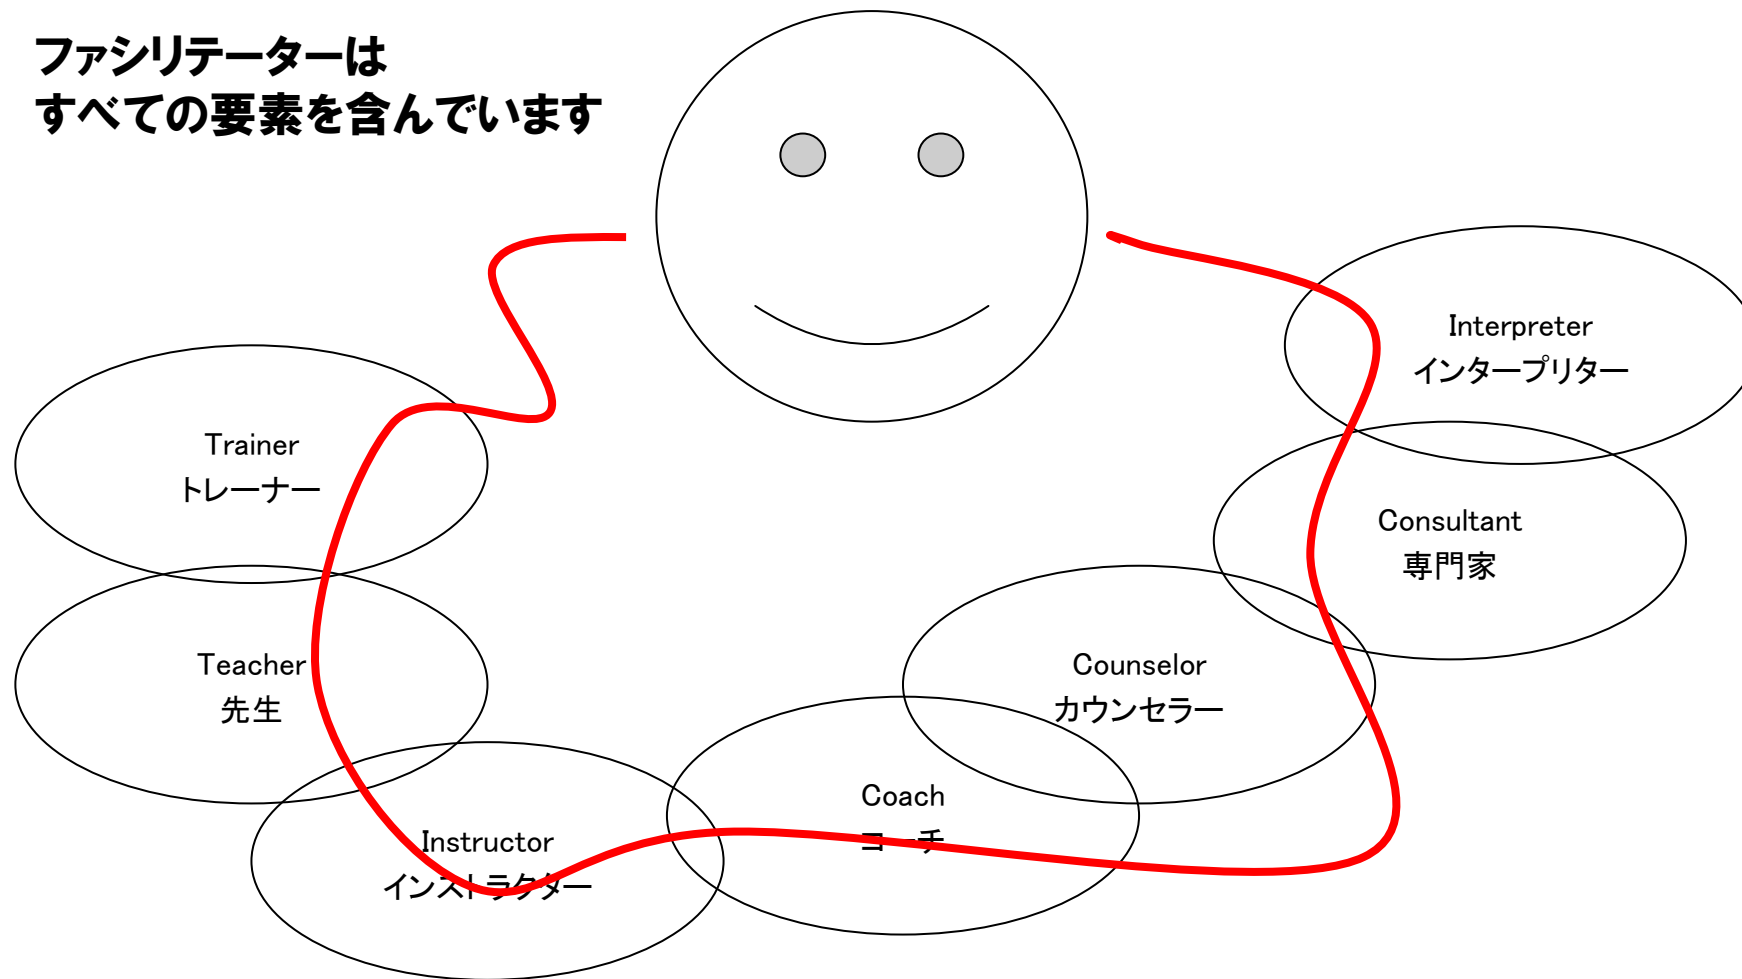 ファシリテーターは
すべての要素を含んでいます
Interpreter
インタープリター
Trainer
トレーナー
Consultant
専門家
Teacher
先生
Counselor
カウンセラー
Coach
コーチ
Instructor
インストラクター